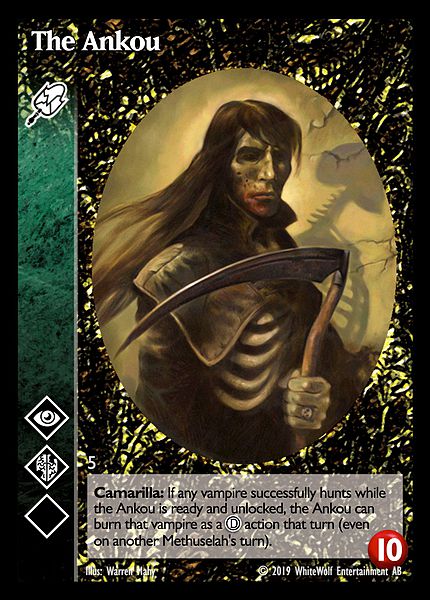 The Ankou
5
Camarilla: If any vampire successfully hunts while
the Ankou is ready and unlocked, the Ankou can
burn that vampire as a Ⓓ action that turn (even
on another Methuselah's turn).
10
Illus: Warren Mahy
© 2019 WhiteWolf Entertainment AB